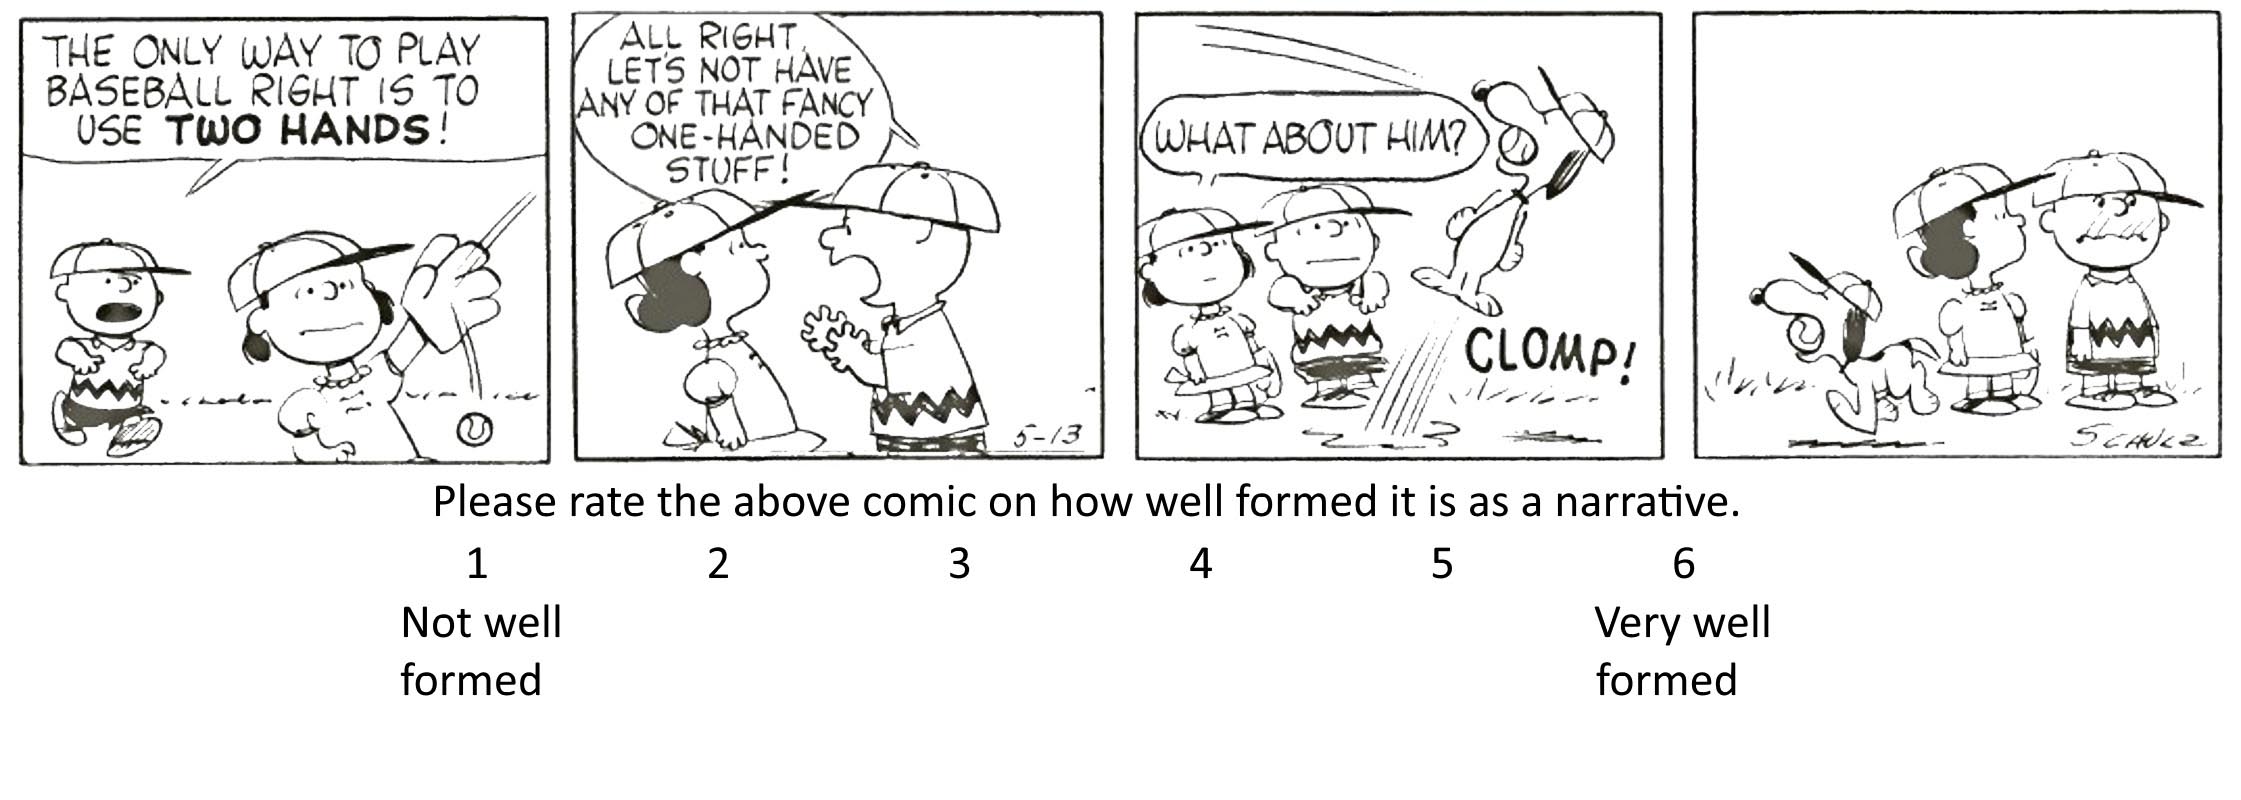 THE ONLY WAY TO PLAY
BASEBALL RIGHT IS TO
USE TWO HANDS!
ALL RIGHT,
LET'S NOT HAVE
ANY OF THAT FANCY
ONE-HANDED
STUFF!
5-13
WHAT ABOUT HIM?
CLOMP!
SCHULZ
Please rate the above comic on how well formed it is as a narrative.
1 2 3 4 5 6
Not well
formed
Very well
formed